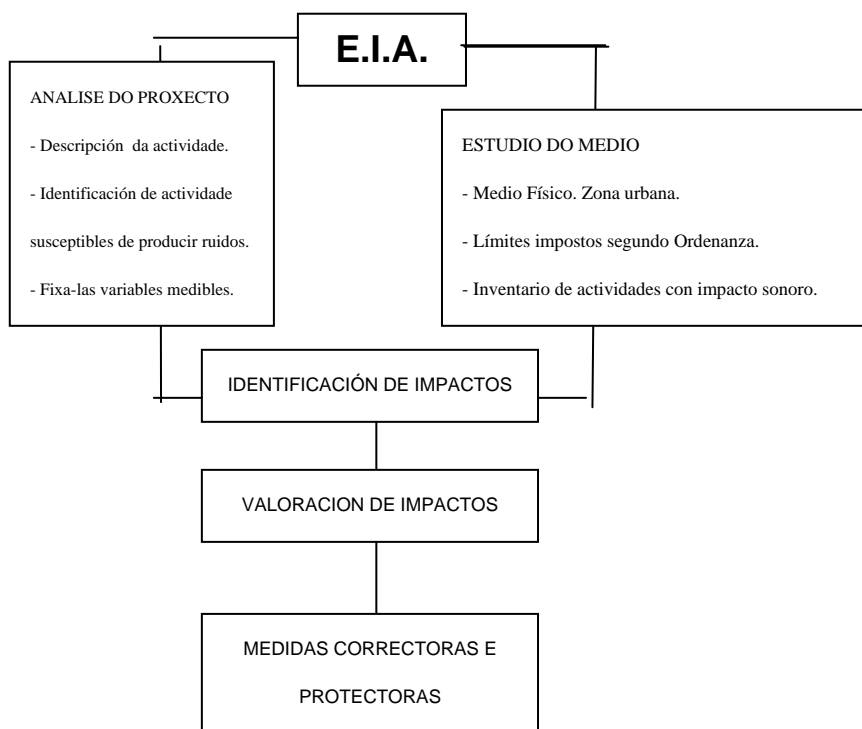 E.I.A.
ANALISE DO PROXECTO
- Descripción da actividade.
- Identificación de actividade
susceptibles de producir ruidos.
- Fixa-las variables medibles.
ESTUDIO DO MEDIO
- Medio Físico. Zona urbana.
- Límites impostos segundo Ordenanza.
- Inventario de actividades con impacto sonoro.
IDENTIFICACIÓN DE IMPACTOS
VALORACION DE IMPACTOS
MEDIDAS CORRECTORAS E
PROTECTORAS